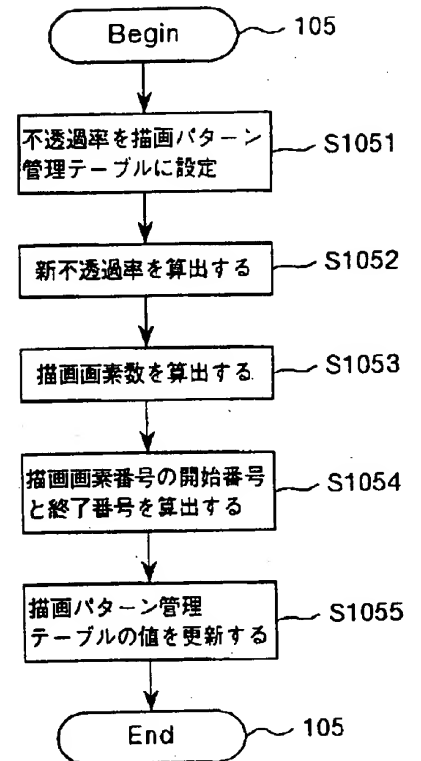 Begin
105
不透過率を描画パターン
管理テーブルに設定
S1051
新不透過率を算出する
S1052
描画画素数を算出する
S1053
描画画素番号の開始番号
と終了番号を算出する
S1054
描画パターン管理
テーブルの値を更新する
S1055
End
105